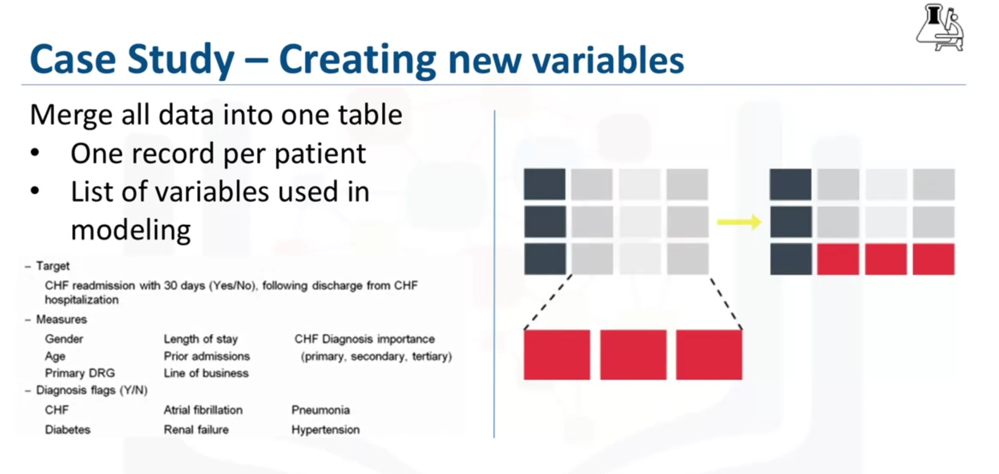 Case Study – Creating new variables
Merge all data into one table
• One record per patient
• List of variables used in
modeling
– Target
CHF readmission with 30 days (Yes/No), following discharge from CHF
hospitalization
– Measures
Gender Length of stay CHF Diagnosis importance
Age Prior admissions (primary, secondary, tertiary)
Primary DRG Line of business
– Diagnosis flags (Y/N)
CHF Atrial fibrillation Pneumonia
Diabetes Renal failure Hypertension